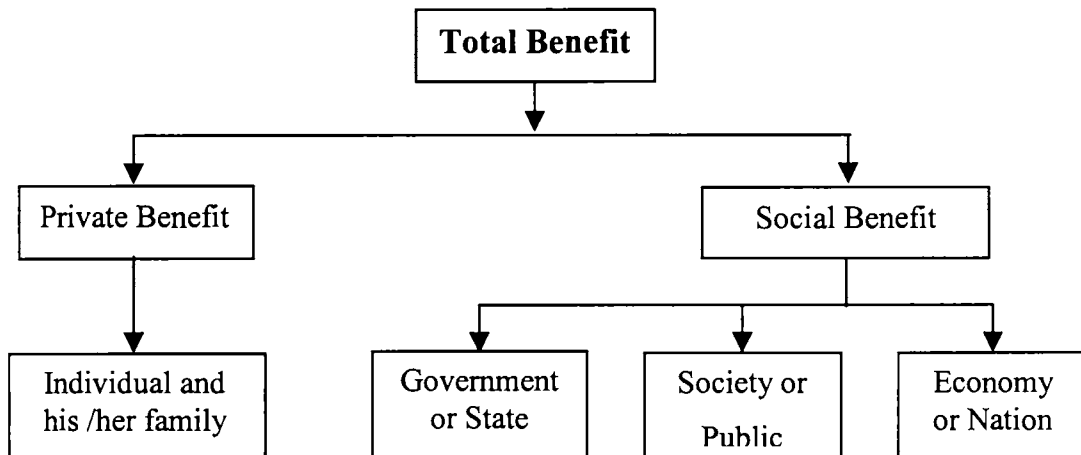 Total Benefit
Private Benefit
Social Benefit
Individual and
his /her family
Government
or State
Society or
Public
Economy
or Nation